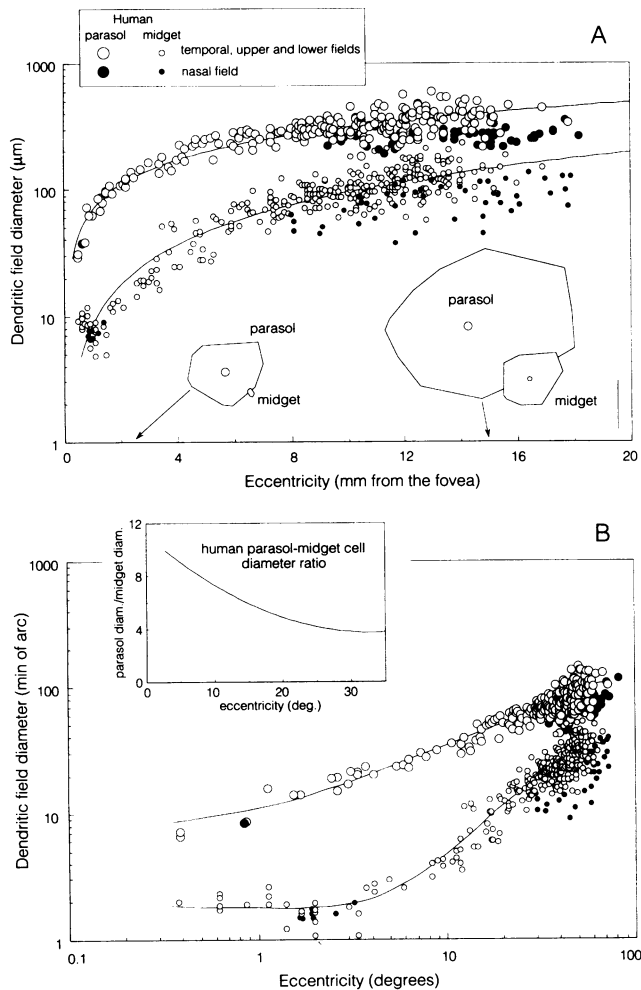 A
Human
parasol midget
temporal, upper and lower fields
nasal field
1000
100
10
1
Dendritic field diameter (µm)
parasol
midget
parasol
midget
0 4 8 12 16 20
Eccentricity (mm from the fovea)
B
12
8
4
0
parasol diam./midget diam.
human parasol-midget cell
diameter ratio
0 10 20 30
eccentricity (deg.)
1000
100
10
1
Dendritic field diameter (min of arc)
0.1 1 10 100
Eccentricity (degrees)